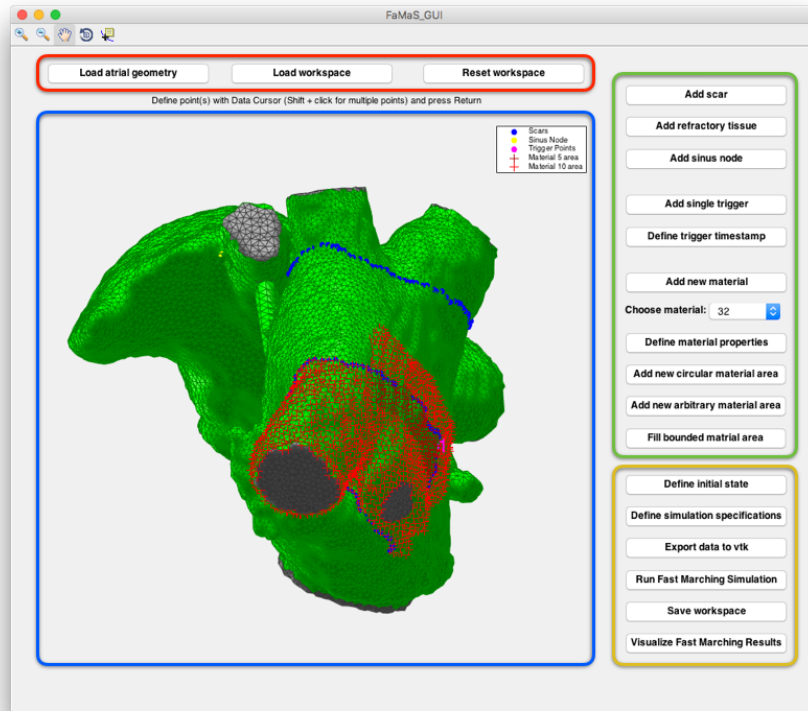 FaMaS_GUI
Load atrial geometry
Load workspace
Reset workspace
Define point(s) with Data Cursor (Shift + click for multiple points) and press Return
Scars
Sinus Node
Trigger Points
Material 5 area
Material 10 area
Add scar
Add refractory tissue
Add sinus node
Add single trigger
Define trigger timestamp
Add new material
Choose material: 32
Define material properties
Add new circular material area
Add new arbitrary material area
Fill bounded matrial area
Define initial state
Define simulation specifications
Export data to vtk
Run Fast Marching Simulation
Save workspace
Visualize Fast Marching Results